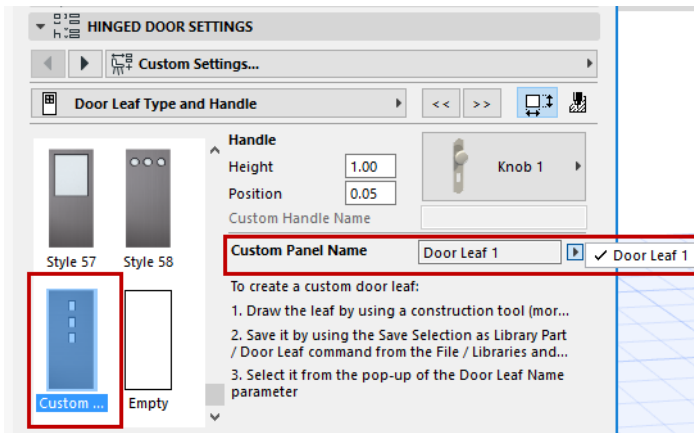 HINGED DOOR SETTINGS
Custom Settings...
Door Leaf Type and Handle
<< >>
Handle
Height 1.00
Position 0.05
Knob 1
Custom Handle Name
Custom Panel Name Door Leaf 1 ✓ Door Leaf 1
Style 57 Style 58
To create a custom door leaf:
1. Draw the leaf by using a construction tool (mor...
2. Save it by using the Save Selection as Library Part
/ Door Leaf command from the File / Libraries and...
3. Select it from the pop-up of the Door Leaf Name
parameter
Custom ... Empty